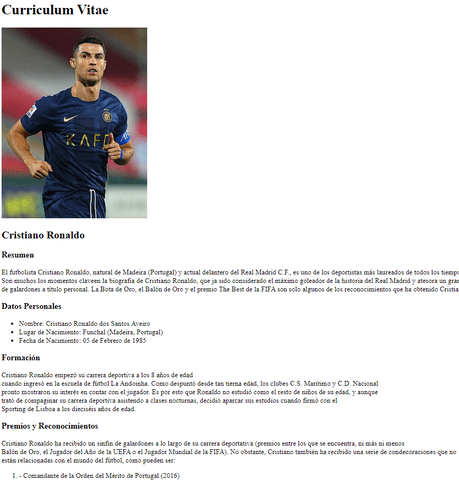 Curriculum Vitae
KAFD
Cristiano Ronaldo
Resumen
El futbolista Cristiano Ronaldo, natural de Madeira (Portugal) y actual delantero del Real Madrid C.F., es uno de los deportistas más laureados de todos los tiempo
Son muchos los momentos claveen la biografía de Cristiano Ronaldo, que ya sido considerado el máximo goleador de la historia del Real Madrid y atesora un gran
de galardones a título personal. La Bota de Oro, el Balón de Oro y el premio The Best de la FIFA son solo algunos de los reconocimientos que ha obtenido Cristia
Datos Personales
Nombre: Cristiano Ronaldo dos Santos Aveiro
Lugar de Nacimiento: Funchal (Madeira, Portugal)
Fecha de Nacimiento: 05 de Febrero de 1985
Formación
Cristiano Ronaldo empezó su carrera deportiva a los 8 años de edad
cuando ingresó en la escuela de fútbol La Andoinha. Como despuntó desde tan tierna edad, los clubes C.S. Marítimo y C.D. Nacional
pronto mostraron su interés en contar con el jugador. Es por esto que Ronaldo no estudió como el resto de niños de su edad, y aunque
trató de compaginar su carrera deportiva asistendo a clases nocturnas, decidió aparcar sus estudios cuando firmó con el
Sporting de Lisboa a los dieciséis años de edad.
Premios y Reconocimientos
Cristiano Ronaldo ha recibido un sinfín de galardones a lo largo de su carrera deportativa (premios entre los que se encuentra, ni más ni menos
Balón de Oro, el Jugador del Año de la UEFA o el Jugador Mundial de la FIFA). No obstante, Cristiano también ha recibido una serie de condecoraciones que no
están relacionadas con el mundo del fútbol, como pueden ser:
1. - Comandante de la Orden del Mérito de Portugal (2016)